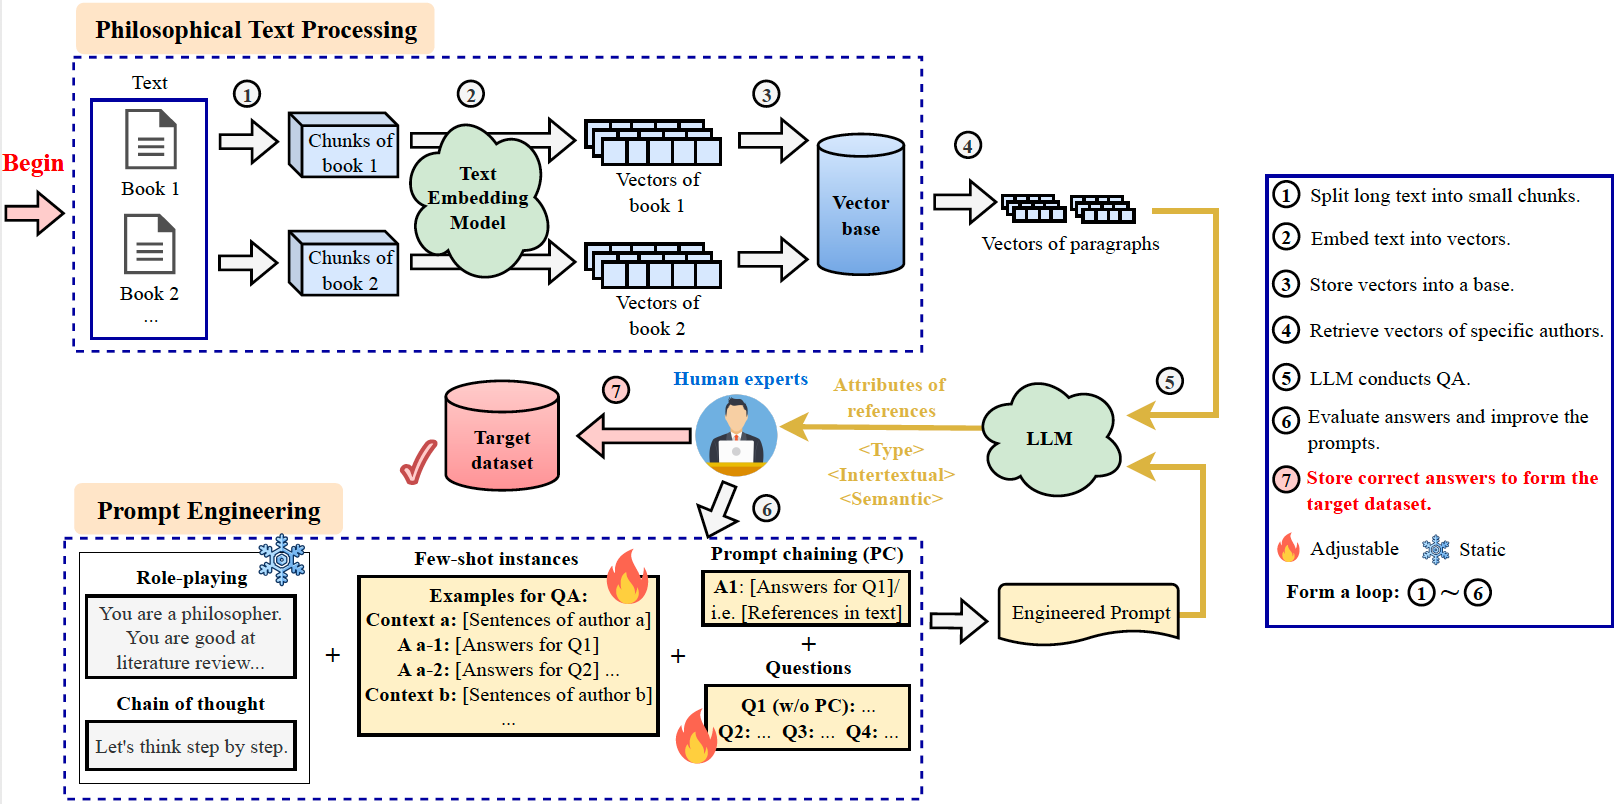 Philosophical Text Processing
Text
Begin
Book 1
Book 2
...
1
Chunks of
book 1
Chunks of
book 2
2
Text
Embedding
Model
Vectors of
book 1
Vectors of
book 2
3
Vector
base
4
Vectors of paragraphs
5
LLM
Attributes of
references
<Type>
<Intertextual>
<Semantic>
Human experts
7
Target
dataset
6
Prompt Engineering
Role-playing
You are a philosopher.
You are good at
literature review...
Chain of thought
Let's think step by step.
+
Few-shot instances
Examples for QA:
Context a: [Sentences of author a]
A a-1: [Answers for Q1]
A a-2: [Answers for Q2] ...
Context b: [Sentences of author b]
...
+
Prompt chaining (PC)
A1: [Answers for Q1]/
i.e. [References in text]
+
Questions
Q1 (w/o PC): ...
Q2: ... Q3: ... Q4: ...
Engineered Prompt
1 Split long text into small chunks.
2 Embed text into vectors.
3 Store vectors into a base.
4 Retrieve vectors of specific authors.
5 LLM conducts QA.
6 Evaluate answers and improve the
prompts.
7 Store correct answers to form the
target dataset.
Adjustable Static
Form a loop: 1 ~ 6